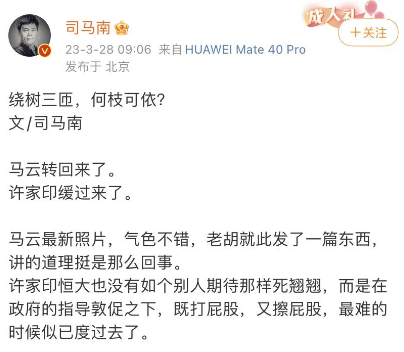 成人礼
司马南
+关注
23-3-28 09:06 来自HUAWEI Mate 40 Pro
发布于 北京
绕树三匝，何枝可依？
文/司马南
马云转回来了。
许家印缓过来了。
马云最新照片，气色不错，老胡就此发了一篇东西，
讲的道理挺是那么回事。
许家印恒大也没有如个别人期待那样死翘翘，而是在
政府的指导敦促之下，既打屁股，又擦屁股，最难的
时候似已度过去了。